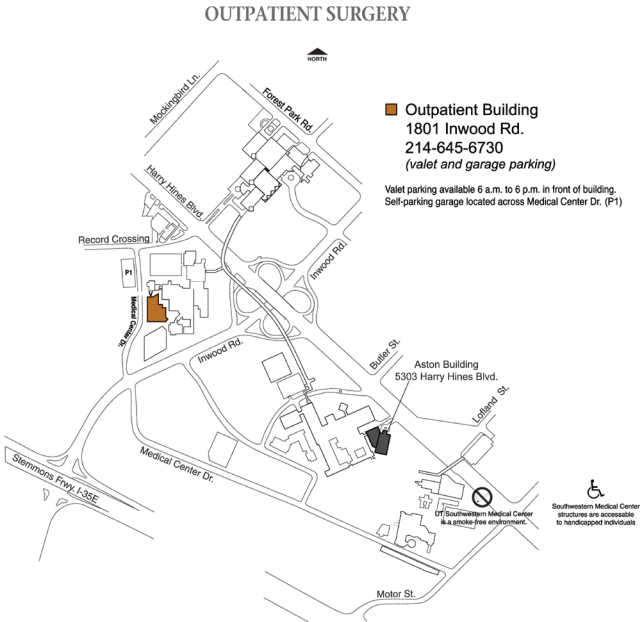 OUTPATIENT SURGERY
NORTH
Mockingbird Ln.
Forest Park Rd.
Outpatient Building
1801 Inwood Rd.
214-645-6730
(valet and garage parking)
Valet parking available 6 a.m. to 6 p.m. in front of building.
Self-parking garage located across Medical Center Dr. (P1)
Harry Hines Blvd.
Record Crossing
Inwood Rd.
P1
Medical Center Dr.
Inwood Rd.
Butler St.
Aston Building
5303 Harry Hines Blvd.
Lofland St.
Medical Center Dr.
Stemmons Frwy. I-35E
UT Southwestern Medical Center
is a smoke-free environment.
Southwestern Medical Center
structures are accessable
to handicapped individuals
Motor St.